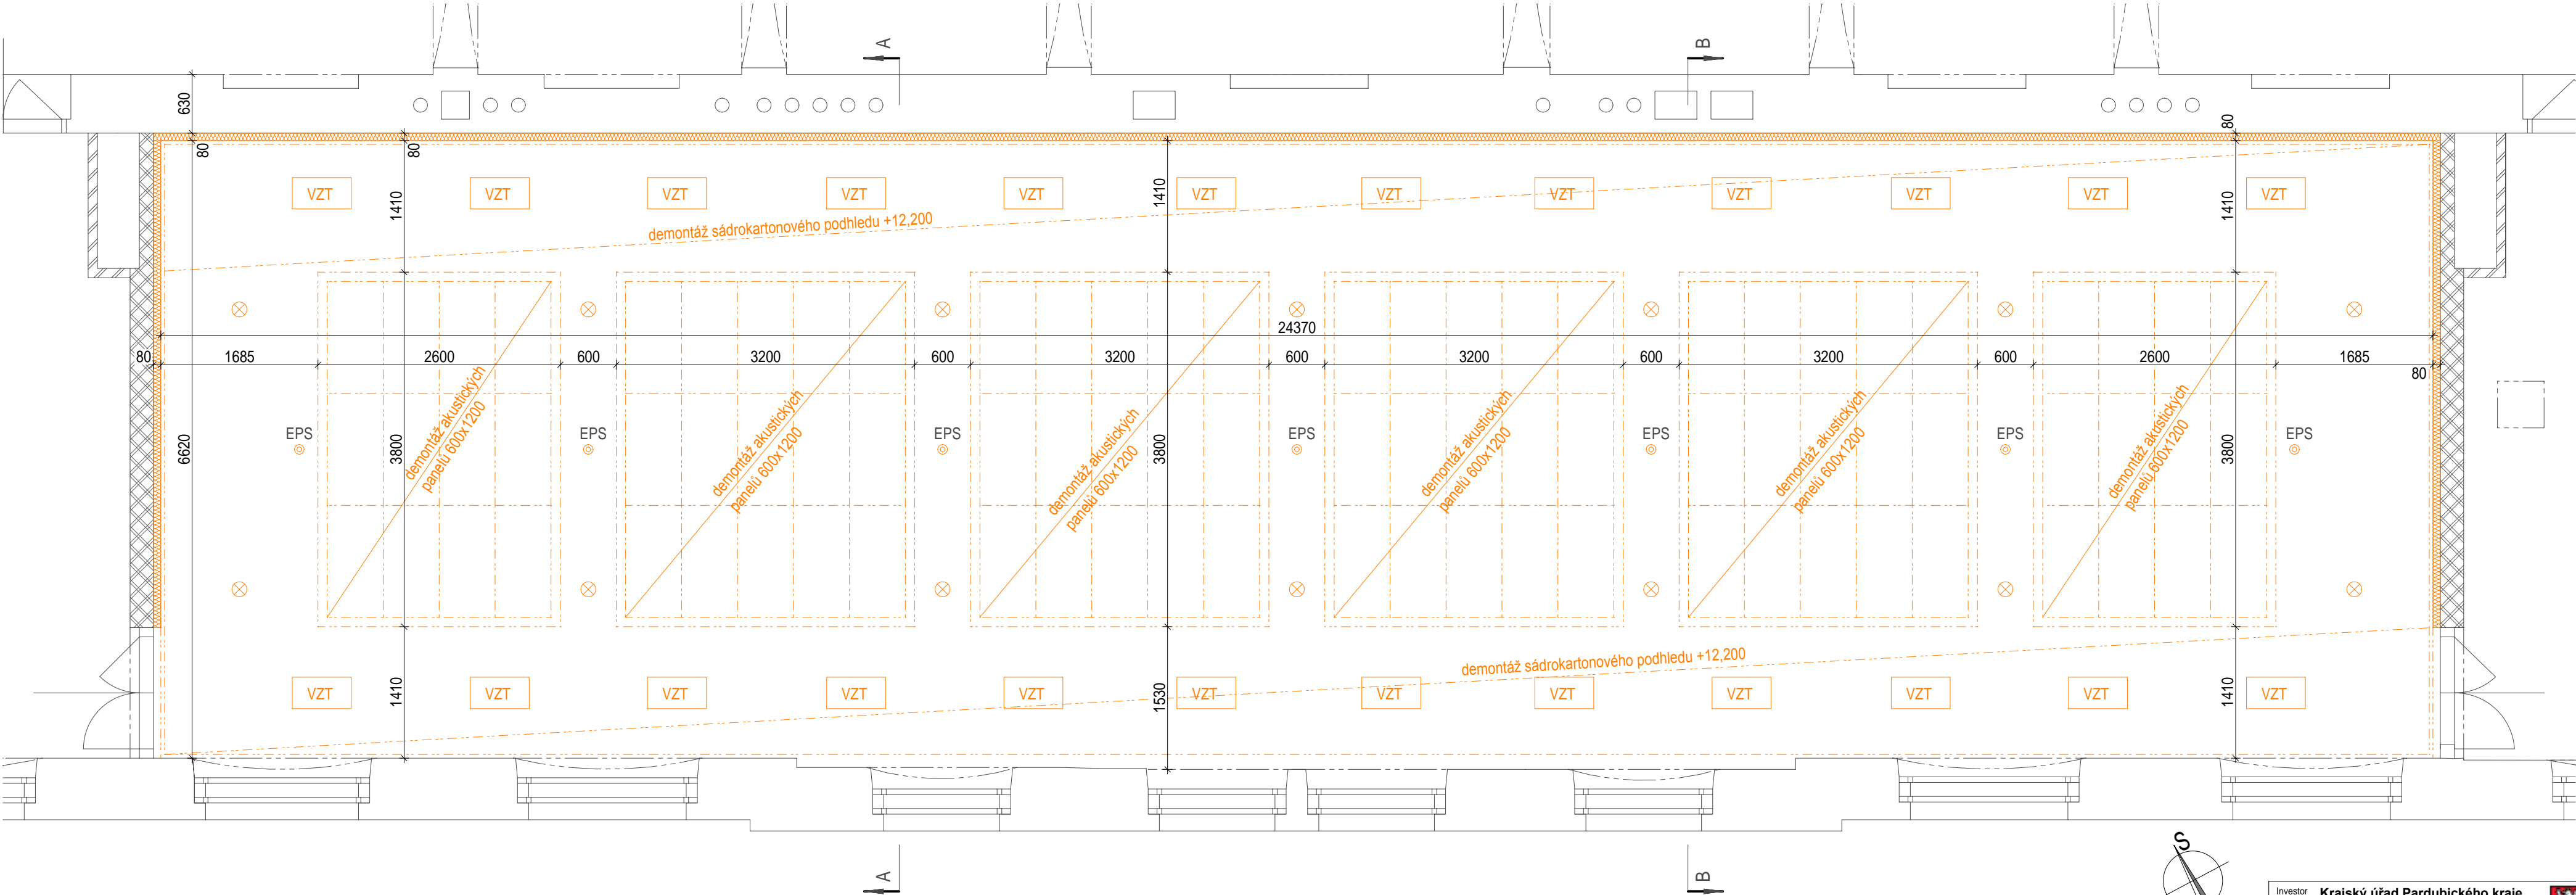 A
B
630
80
80
80
1410
1410
1410
VZT VZT VZT VZT VZT VZT VZT VZT VZT VZT VZT VZT
demontáž sádrokartonového podhledu +12,200
24370
80 1685 2600 600 3200 600 3200 600 3200 600 3200 600 2600 1685 80
demontáž akustických
panelů 600x1200
demontáž akustických
panelů 600x1200
demontáž akustických
panelů 600x1200
demontáž akustických
panelů 600x1200
demontáž akustických
panelů 600x1200
demontáž akustických
panelů 600x1200
EPS EPS EPS EPS EPS EPS EPS
6620
3800
3800
3800
demontáž sádrokartonového podhledu +12,200
VZT VZT VZT VZT VZT VZT VZT VZT VZT VZT VZT VZT
1410
1530
1410
A
B
S
Investor Krajský úřad Pardubického kraje